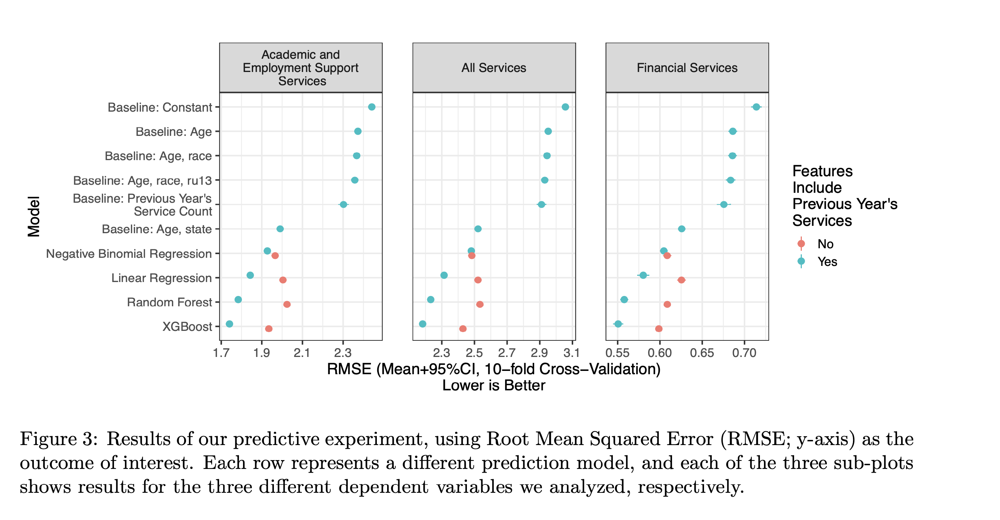 Academic and
Employment Support
Services
All Services
Financial Services
Model
Baseline: Constant
Baseline: Age
Baseline: Age, race
Baseline: Age, race, ru13
Baseline: Previous Year's
Service Count
Baseline: Age, state
Negative Binomial Regression
Linear Regression
Random Forest
XGBoost
1.7 1.9 2.1 2.3
2.3 2.5 2.7 2.9 3.1
0.55 0.60 0.65 0.70
RMSE (Mean+95%CI, 10−fold Cross−Validation)
Lower is Better
Features
Include
Previous Year's
Services
No
Yes
Figure 3: Results of our predictive experiment, using Root Mean Squared Error (RMSE; y-axis) as the
outcome of interest. Each row represents a different prediction model, and each of the three sub-plots
shows results for the three different dependent variables we analyzed, respectively.